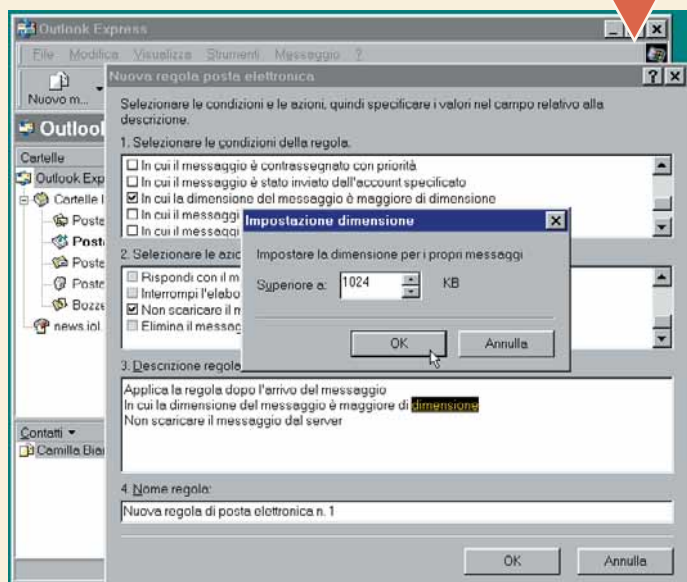 Outlook Express
File Modifica Visualizza Strumenti Messaggio ?
Nuovo m...
Outlool
Cartelle
Outlook Exp
Cartelle l
Poste
Poste
Poste
Poste
Bozze
news.iol
Contatti
Camilla Bian
Nuova regola posta elettronica
Selezionare le condizioni e le azioni, quindi specificare i valori nel campo relativo alla
descrizione.
1. Selezionare le condizioni della regola.
In cui il messaggio è contrassegnato con priorità
In cui il messaggio è stato inviato dall'account specificato
In cui la dimensione del messaggio è maggiore di dimensione
In cui il messaggi
In cui il messaggi
2. Selezionare le azio
Rispondi con il m
Interrompi l'elabo
Non scaricare il m
Elimina il messag
Impostazione dimensione
Impostare la dimensione per i propri messaggi
Superiore a: 1024 KB
OK Annulla
3. Descrizione regola
Applica la regola dopo l'arrivo del messaggio
In cui la dimensione del messaggio è maggiore di dimensione
Non scaricare il messaggio dal server
4. Nome regola:
Nuova regola di posta elettronica n. 1
OK Annulla